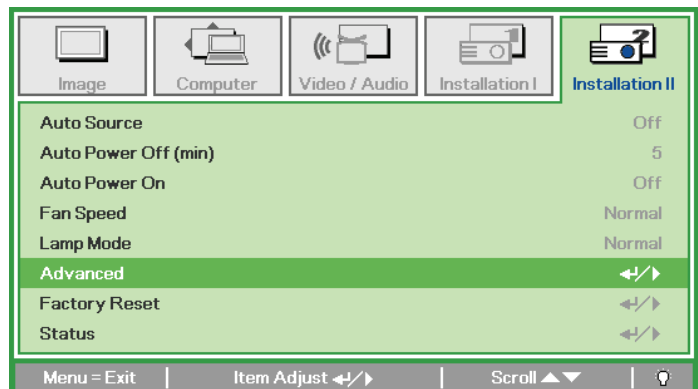 Image Computer Video / Audio Installation I Installation II
Auto Source Off
Auto Power Off (min) 5
Auto Power On Off
Fan Speed Normal
Lamp Mode Normal
Advanced
Factory Reset
Status
Menu = Exit Item Adjust Scroll